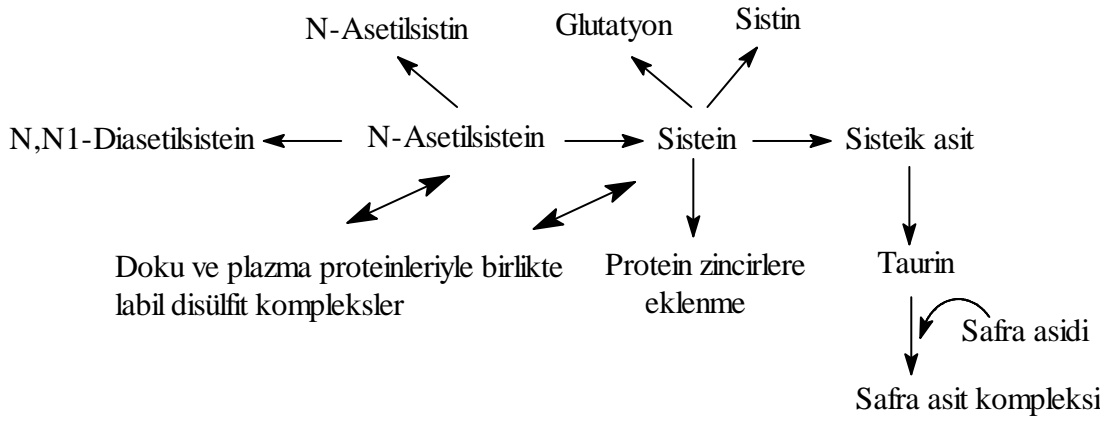 N-Asetilsistin
Glutatyon
Sistin
N,N1-Diasetilsistein
N-Asetilsistein
Sistein
Sisteik asit
Doku ve plazma proteinleriyle birlikte
labil disülfit kompleksler
Protein zincirlere
eklenme
Taurin
Safra asidi
Safra asit kompleksi